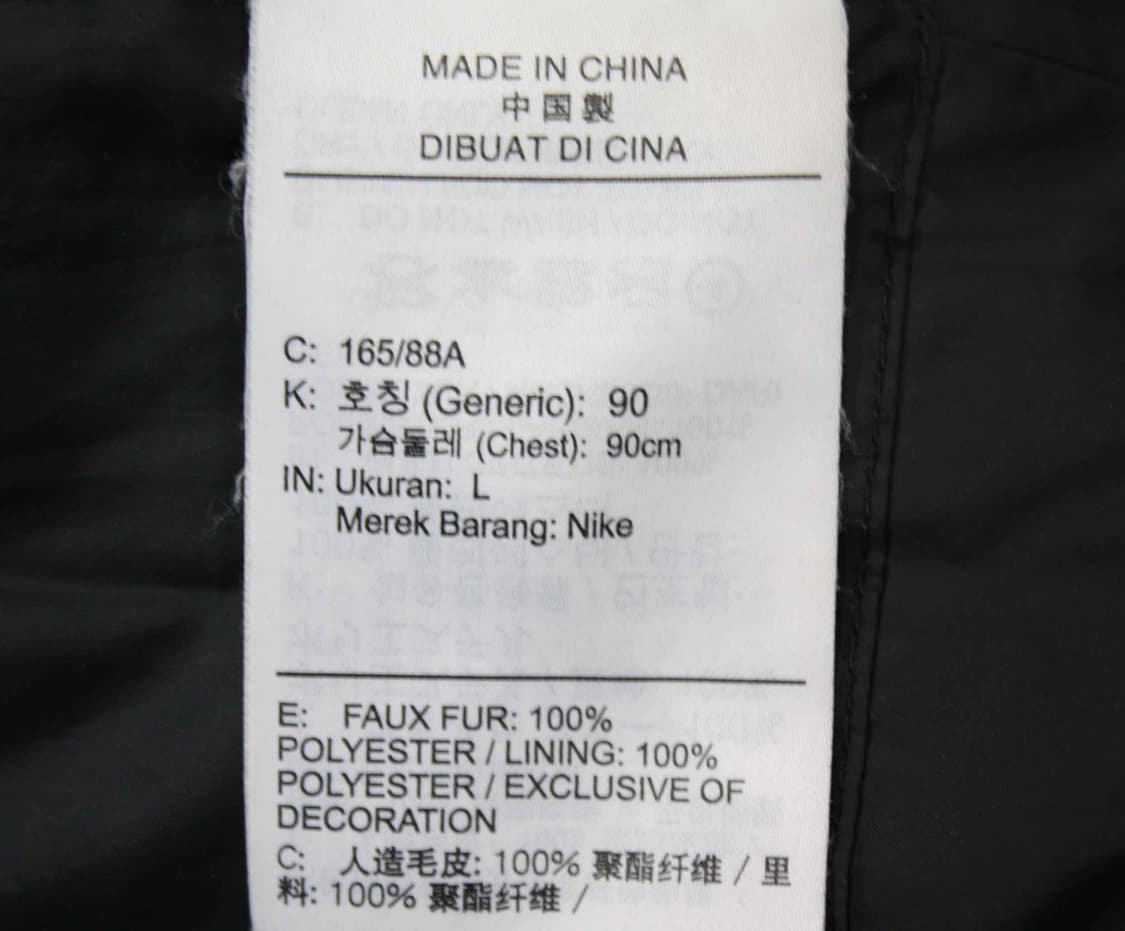 MADE IN CHINA
中国製
DIBUAT DI CINA
C: 165/88A
K: 호칭 (Generic): 90
가슴둘레 (Chest): 90cm
IN: Ukuran: L
Merek Barang: Nike
E: FAUX FUR: 100%
POLYESTER / LINING: 100%
POLYESTER / EXCLUSIVE OF
DECORATION
C: 人造毛皮: 100% 聚酯纤维 / 里
料: 100% 聚酯纤维 /